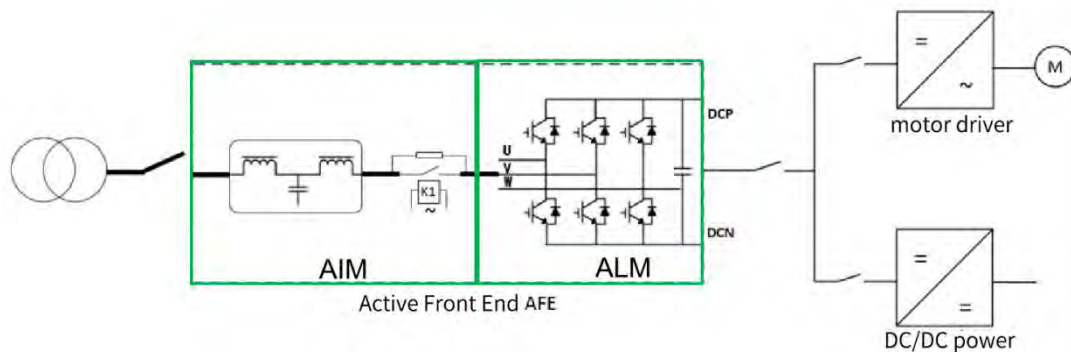 U
V
W
K1
~
DCP
DCN
AIM
ALM
Active Front End AFE
=
~
M
motor driver
=
=
DC/DC power